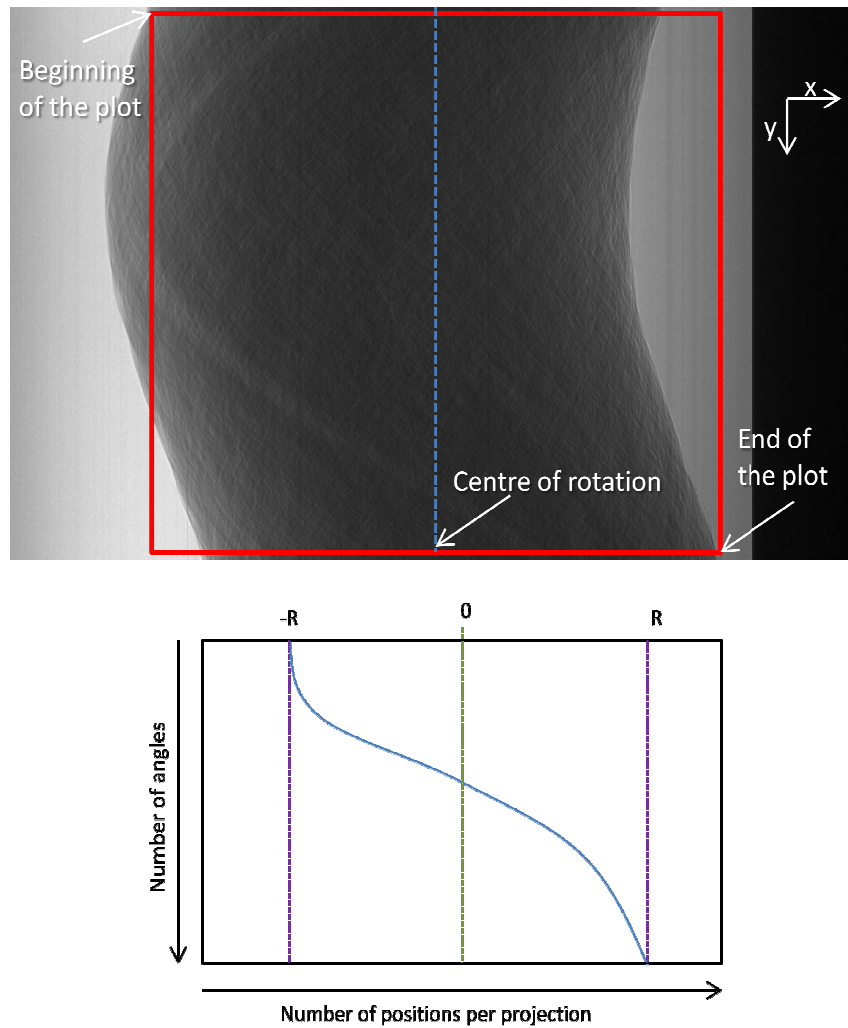 Beginning
of the plot
x
y
End of
the plot
Centre of rotation
-R
0
R
Number of angles
Number of positions per projection